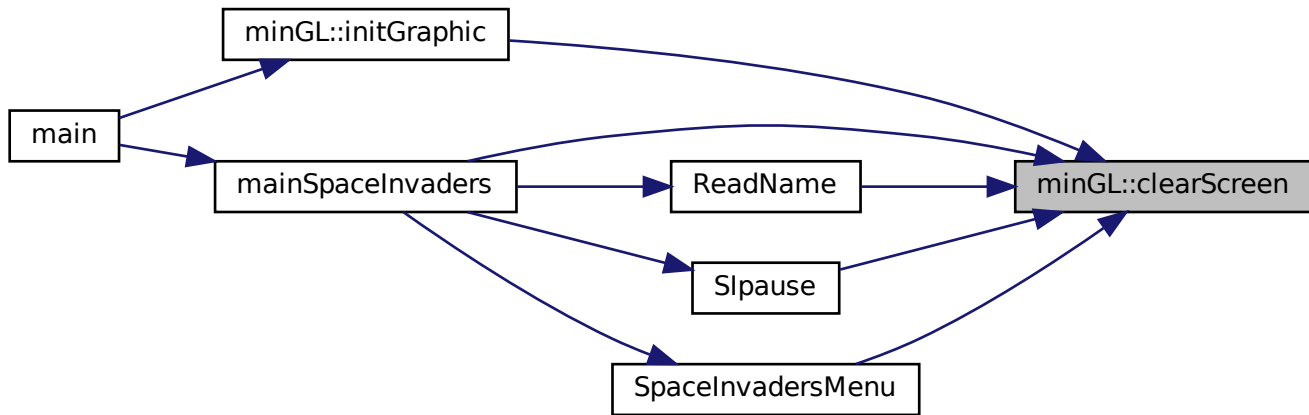 minGL::initGraphic
main
mainSpaceInvaders
ReadName
minGL::clearScreen
SIpause
SpaceInvadersMenu